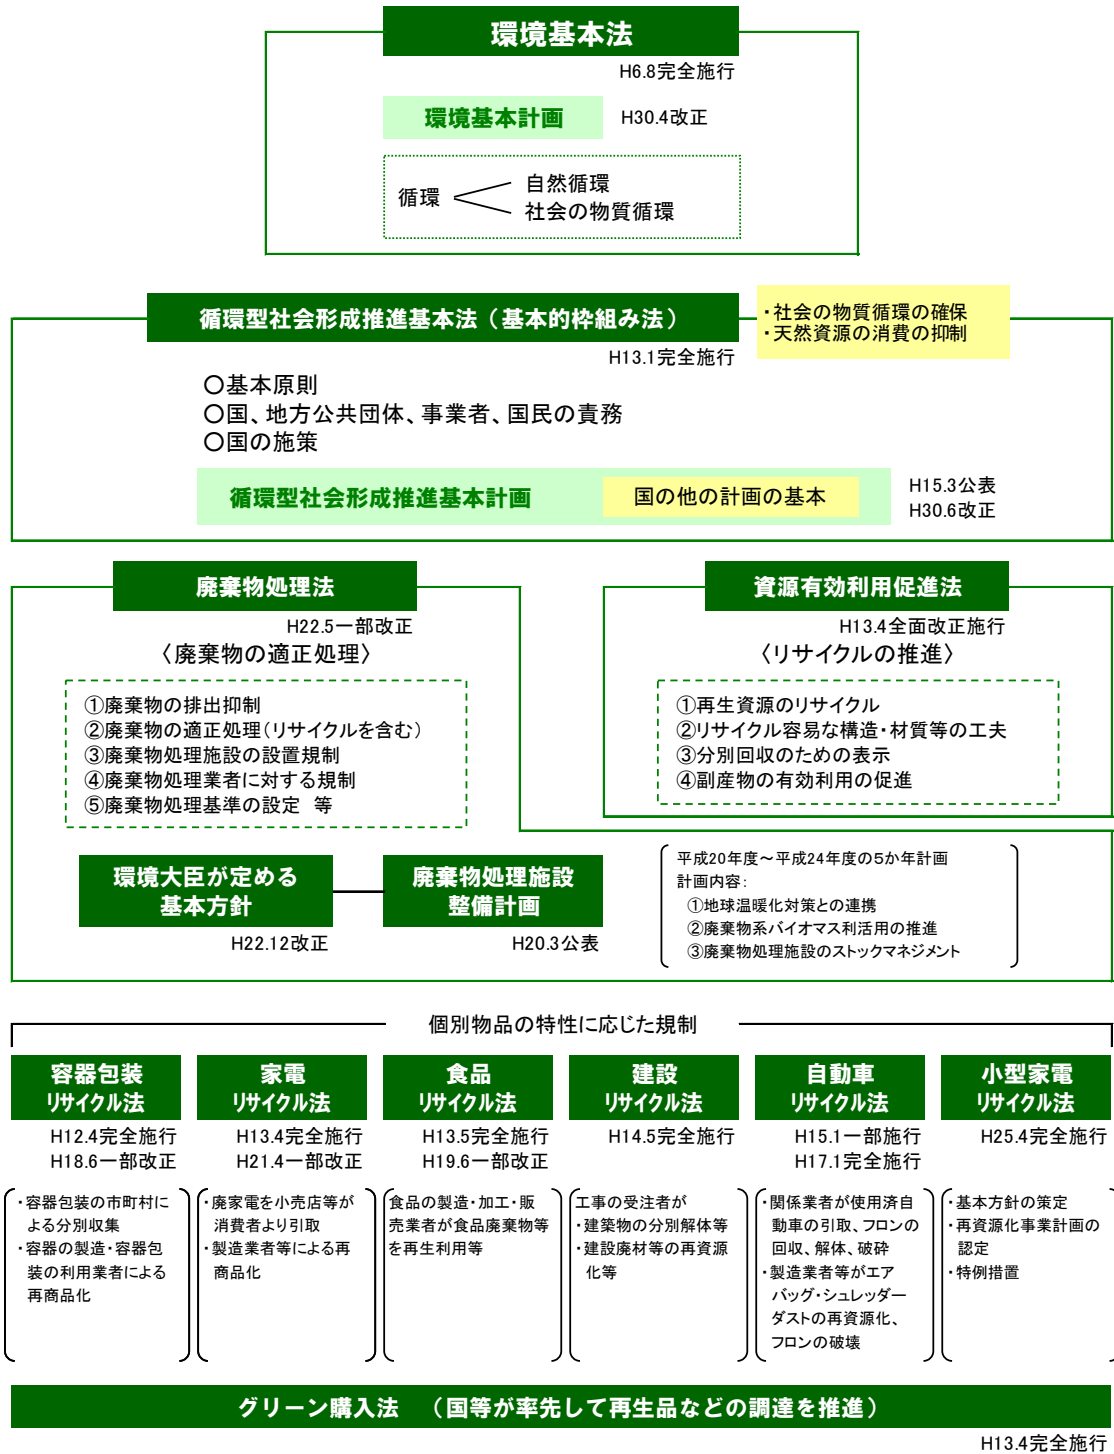 環境基本法
H6.8完全施行
環境基本計画
H30.4改正
循環
自然循環
社会の物質循環
循環型社会形成推進基本法（基本的枠組み法）
・社会の物質循環の確保
・天然資源の消費の抑制
H13.1完全施行
○基本原則
○国、地方公共団体、事業者、国民の責務
○国の施策
循環型社会形成推進基本計画
国の他の計画の基本
H15.3公表
H30.6改正
廃棄物処理法
H22.5一部改正
〈廃棄物の適正処理〉
①廃棄物の排出抑制
②廃棄物の適正処理（リサイクルを含む）
③廃棄物処理施設の設置規制
④廃棄物処理業者に対する規制
⑤廃棄物処理基準の設定　等
資源有効利用促進法
H13.4全面改正施行
〈リサイクルの推進〉
①再生資源のリサイクル
②リサイクル容易な構造・材質等の工夫
③分別回収のための表示
④副産物の有効利用の促進
環境大臣が定める
基本方針
H22.12改正
廃棄物処理施設
整備計画
H20.3公表
平成20年度～平成24年度の5か年計画
計画内容:
①地球温暖化対策との連携
②廃棄物系バイオマス利活用の推進
③廃棄物処理施設のストックマネジメント
個別物品の特性に応じた規制
容器包装
リサイクル法
H12.4完全施行
H18.6一部改正
・容器包装の市町村に
よる分別収集
・容器の製造・容器包
装の利用業者による
再商品化
家電
リサイクル法
H13.4完全施行
H21.4一部改正
・廃家電を小売店等が
消費者より引取
・製造業者等による再
商品化
食品
リサイクル法
H13.5完全施行
H19.6一部改正
食品の製造・加工・販
売業者が食品廃棄物等
を再生利用等
建設
リサイクル法
H14.5完全施行
工事の受注者が
・建築物の分別解体等
・建設廃材等の再資源
化等
自動車
リサイクル法
H15.1一部施行
H17.1完全施行
・関係業者が使用済自
動車の引取、フロンの
回収、解体、破砕
・製造業者等がエア
バッグ・シュレッダー
ダストの再資源化、
フロンの破壊
小型家電
リサイクル法
H25.4完全施行
・基本方針の策定
・再資源化事業計画の
認定
・特例措置
グリーン購入法　（国等が率先して再生品などの調達を推進）
H13.4完全施行